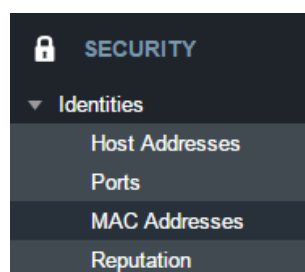 SECURITY
Identities
Host Addresses
Ports
MAC Addresses
Reputation